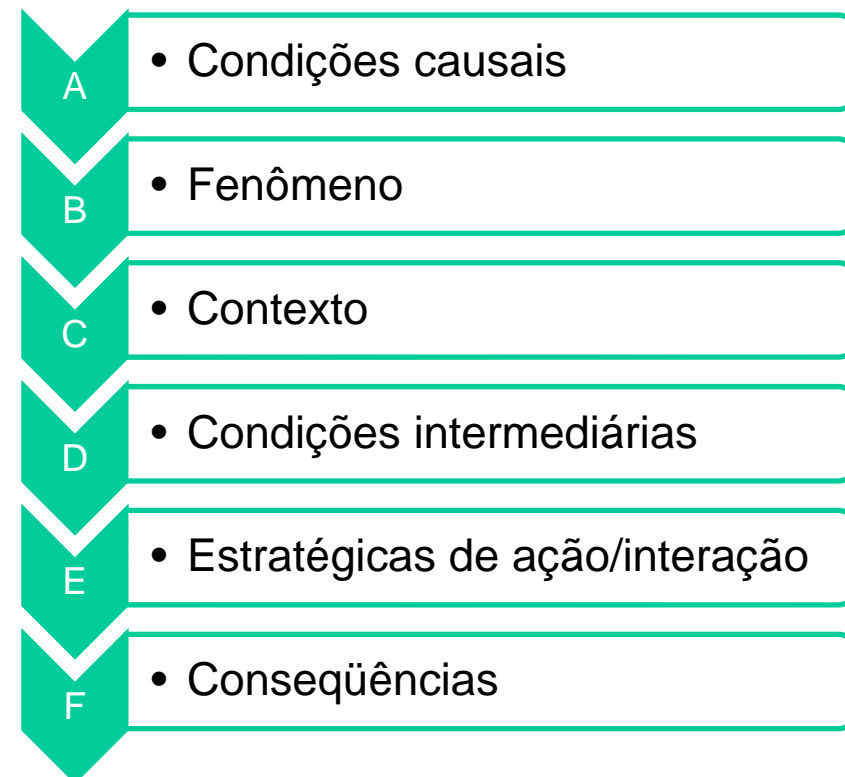 A
• Condições causais
B
• Fenômeno
C
• Contexto
D
• Condições intermediárias
E
• Estratégicas de ação/interação
F
• Conseqüências